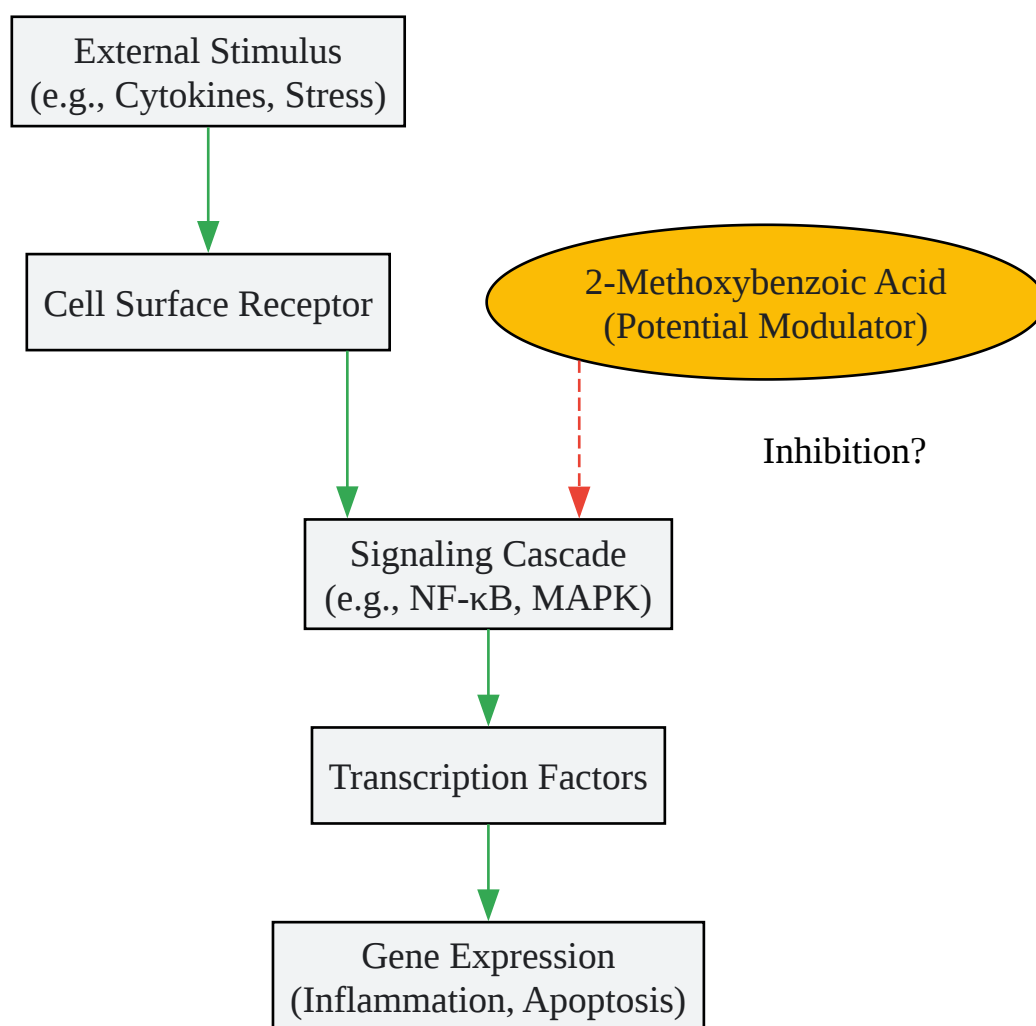 External Stimulus
(e.g., Cytokines, Stress)
Cell Surface Receptor
2-Methoxybenzoic Acid
(Potential Modulator)
Inhibition?
Signaling Cascade
(e.g., NF-κB, MAPK)
Transcription Factors
Gene Expression
(Inflammation, Apoptosis)